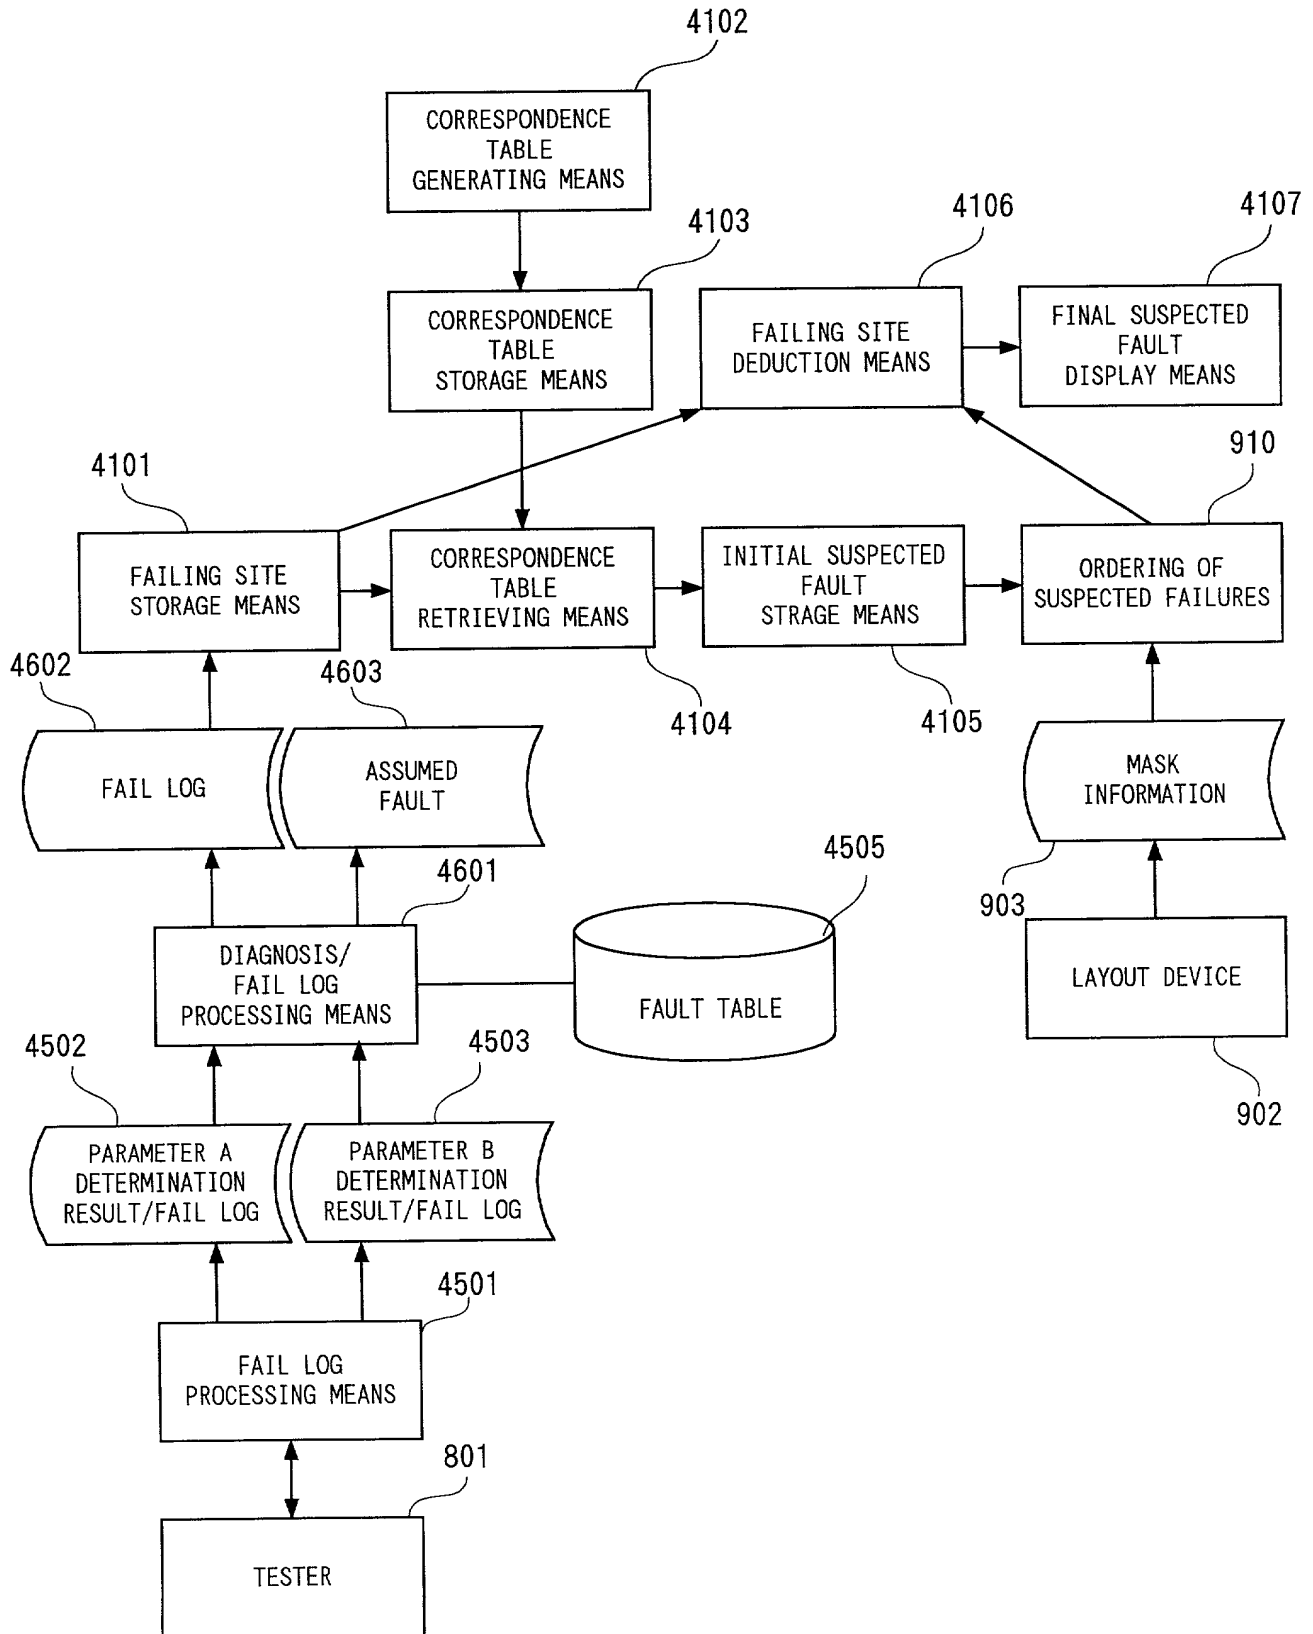 4102
CORRESPONDENCE
TABLE
GENERATING MEANS
4103
4106
4107
CORRESPONDENCE
TABLE
STORAGE MEANS
FAILING SITE
DEDUCTION MEANS
FINAL SUSPECTED
FAULT
DISPLAY MEANS
4101
910
FAILING SITE
STORAGE MEANS
CORRESPONDENCE
TABLE
RETRIEVING MEANS
INITIAL SUSPECTED
FAULT
STRAGE MEANS
ORDERING OF
SUSPECTED FAILURES
4602
4603
4104
4105
FAIL LOG
ASSUMED
FAULT
MASK
INFORMATION
4601
4505
903
DIAGNOSIS/
FAIL LOG
PROCESSING MEANS
FAULT TABLE
LAYOUT DEVICE
4502
4503
902
PARAMETER A
DETERMINATION
RESULT/FAIL LOG
PARAMETER B
DETERMINATION
RESULT/FAIL LOG
4501
FAIL LOG
PROCESSING MEANS
801
TESTER